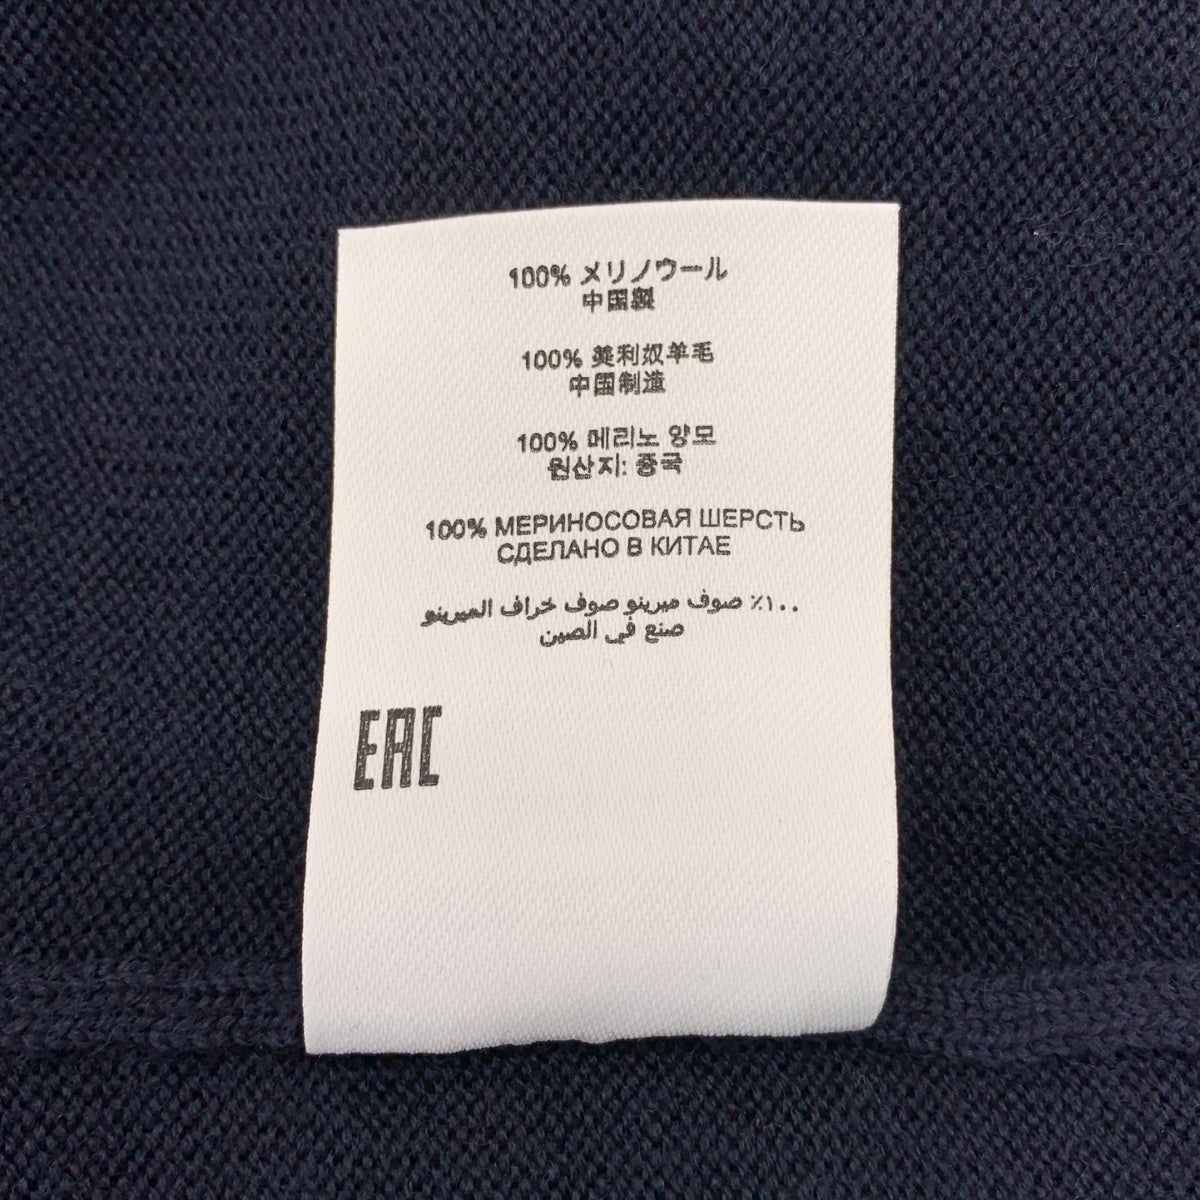 100% メリノウール
中国製
100% 美利奴羊毛
中国制造
100% 메리노 양모
원산지: 중국
100% МЕРИНОСОВАЯ ШЕРСТЬ
СДЕЛАНО В КИТАЕ
٪١٠٠ صوف ميرينو صوف خراف الميرينو
صنع في الصين
EAC